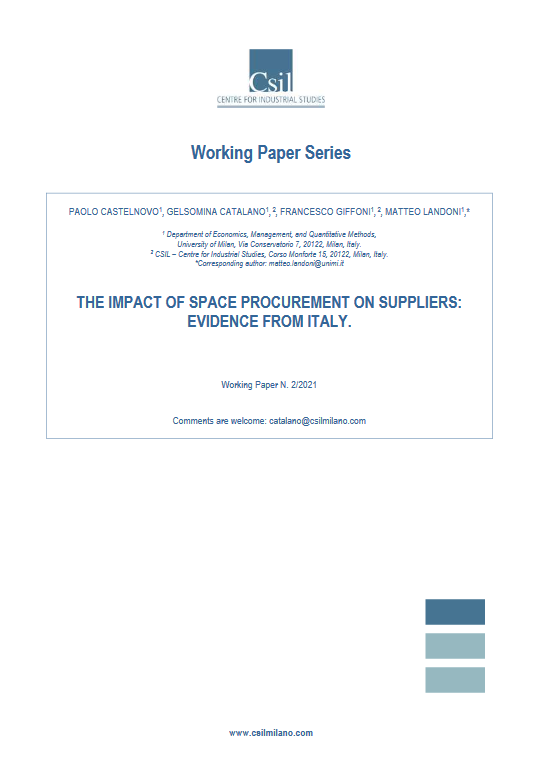 Csil
CENTRE FOR INDUSTRIAL STUDIES
Working Paper Series
PAOLO CASTELNOVO¹, GELSOMINA CATALANO¹,², FRANCESCO GIFFONI¹,², MATTEO LANDONI¹,*
¹ Department of Economics, Management, and Quantitative Methods,
University of Milan, Via Conservatorio 7, 20122, Milan, Italy.
² CSIL – Centre for Industrial Studies, Corso Monforte 15, 20122, Milan, Italy.
*Corresponding author: matteo.landoni@unimi.it
THE IMPACT OF SPACE PROCUREMENT ON SUPPLIERS:
EVIDENCE FROM ITALY.
Working Paper N. 2/2021
Comments are welcome: catalano@csilmilano.com
www.csilmilano.com